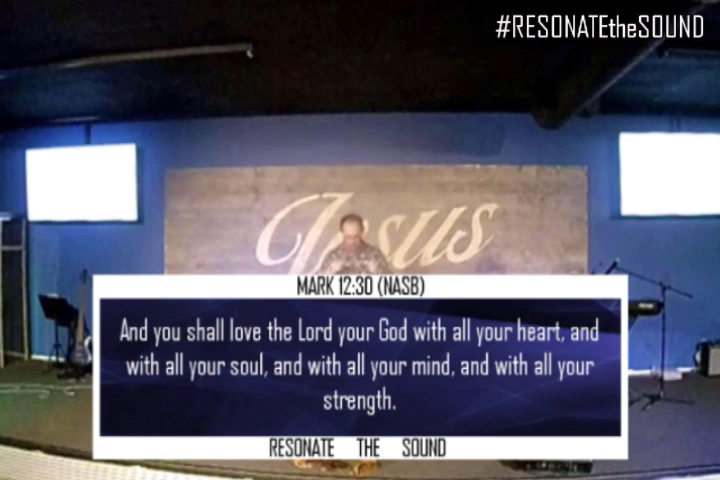 #RESONATEtheSOUND
Jesus
MARK 12:30 (NASB)
And you shall love the Lord your God with all your heart, and
with all your soul, and with all your mind, and with all your
strength.
RESONATE THE SOUND